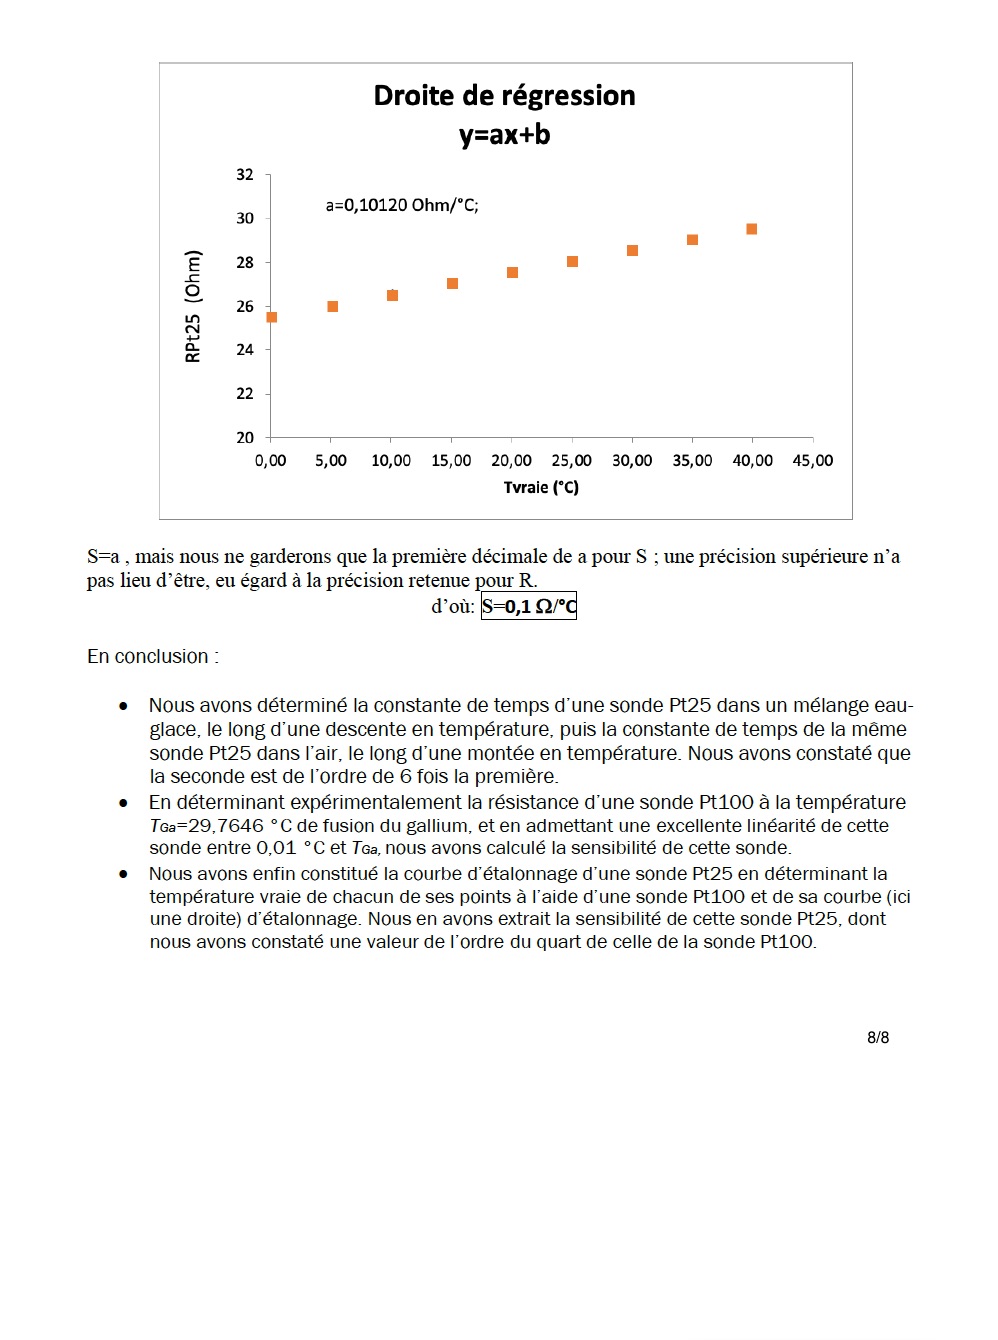 Droite de régression
y=ax+b
a=0,10120 Ohm/°C;
RPt25 (Ohm)
32
30
28
26
24
22
20
0,00 5,00 10,00 15,00 20,00 25,00 30,00 35,00 40,00 45,00
Tvraie (°C)
S=a , mais nous ne garderons que la première décimale de a pour S ; une précision supérieure n’a
pas lieu d’être, eu égard à la précision retenue pour R.
d’où: S=0,1 Ω/°C
En conclusion :
• Nous avons déterminé la constante de temps d’une sonde Pt25 dans un mélange eau-
glace, le long d’une descente en température, puis la constante de temps de la même
sonde Pt25 dans l’air, le long d’une montée en température. Nous avons constaté que
la seconde est de l’ordre de 6 fois la première.
• En déterminant expérimentalement la résistance d’une sonde Pt100 à la température
TGa=29,7646 °C de fusion du gallium, et en admettant une excellente linéarité de cette
sonde entre 0,01 °C et TGa, nous avons calculé la sensibilité de cette sonde.
• Nous avons enfin constitué la courbe d’étalonnage d’une sonde Pt25 en déterminant la
température vraie de chacun de ses points à l’aide d’une sonde Pt100 et de sa courbe (ici
une droite) d’étalonnage. Nous en avons extrait la sensibilité de cette sonde Pt25, dont
nous avons constaté une valeur de l’ordre du quart de celle de la sonde Pt100.
8/8